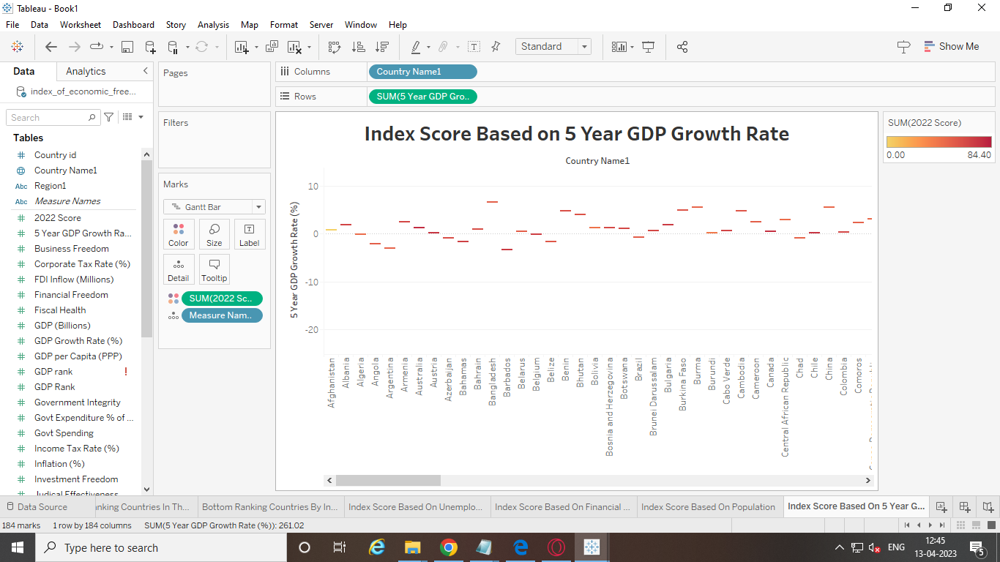 Tableau - Book1
File Data Worksheet Dashboard Story Analysis Map Format Server Window Help
Standard
Show Me
Data Analytics
index_of_economic_free...
Search
Tables
Country id
Country Name1
Abc Region1
Abc Measure Names
2022 Score
5 Year GDP Growth Ra...
Business Freedom
Corporate Tax Rate (%)
FDI Inflow (Millions)
Financial Freedom
Fiscal Health
GDP (Billions)
GDP Growth Rate (%)
GDP per Capita (PPP)
GDP rank !
GDP Rank
Government Integrity
Govt Expenditure % of ...
Govt Spending
Income Tax Rate (%)
Inflation (%)
Investment Freedom
Judical Effectiveness
Pages
Filters
Marks
Gantt Bar
Color Size Label
Detail Tooltip
SUM(2022 Sc..
Measure Nam..
Columns Country Name1
Rows SUM(5 Year GDP Gro..
Index Score Based on 5 Year GDP Growth Rate
Country Name1
5 Year GDP Growth Rate (%)
10
0
-10
-20
Afghanistan
Albania
Algeria
Angola
Argentina
Armenia
Australia
Austria
Azerbaijan
Bahamas
Bahrain
Bangladesh
Barbados
Belarus
Belgium
Belize
Benin
Bhutan
Bolivia
Bosnia and Herzegovina
Botswana
Brazil
Brunei Darussalam
Bulgaria
Burkina Faso
Burma
Burundi
Cabo Verde
Cambodia
Cameroon
Canada
Central African Republic
Chad
Chile
China
Colombia
Comoros
SUM(2022 Score)
0.00 84.40
Data Source
nking Countries In Th...
Bottom Ranking Countries By In...
Index Score Based On Unemplo...
Index Score Based On Financial ...
Index Score Based On Population
Index Score Based On 5 Year G...
184 marks 1 row by 184 columns SUM(5 Year GDP Growth Rate (%)): 261.02
Type here to search
ENG
12:45
13-04-2023
5